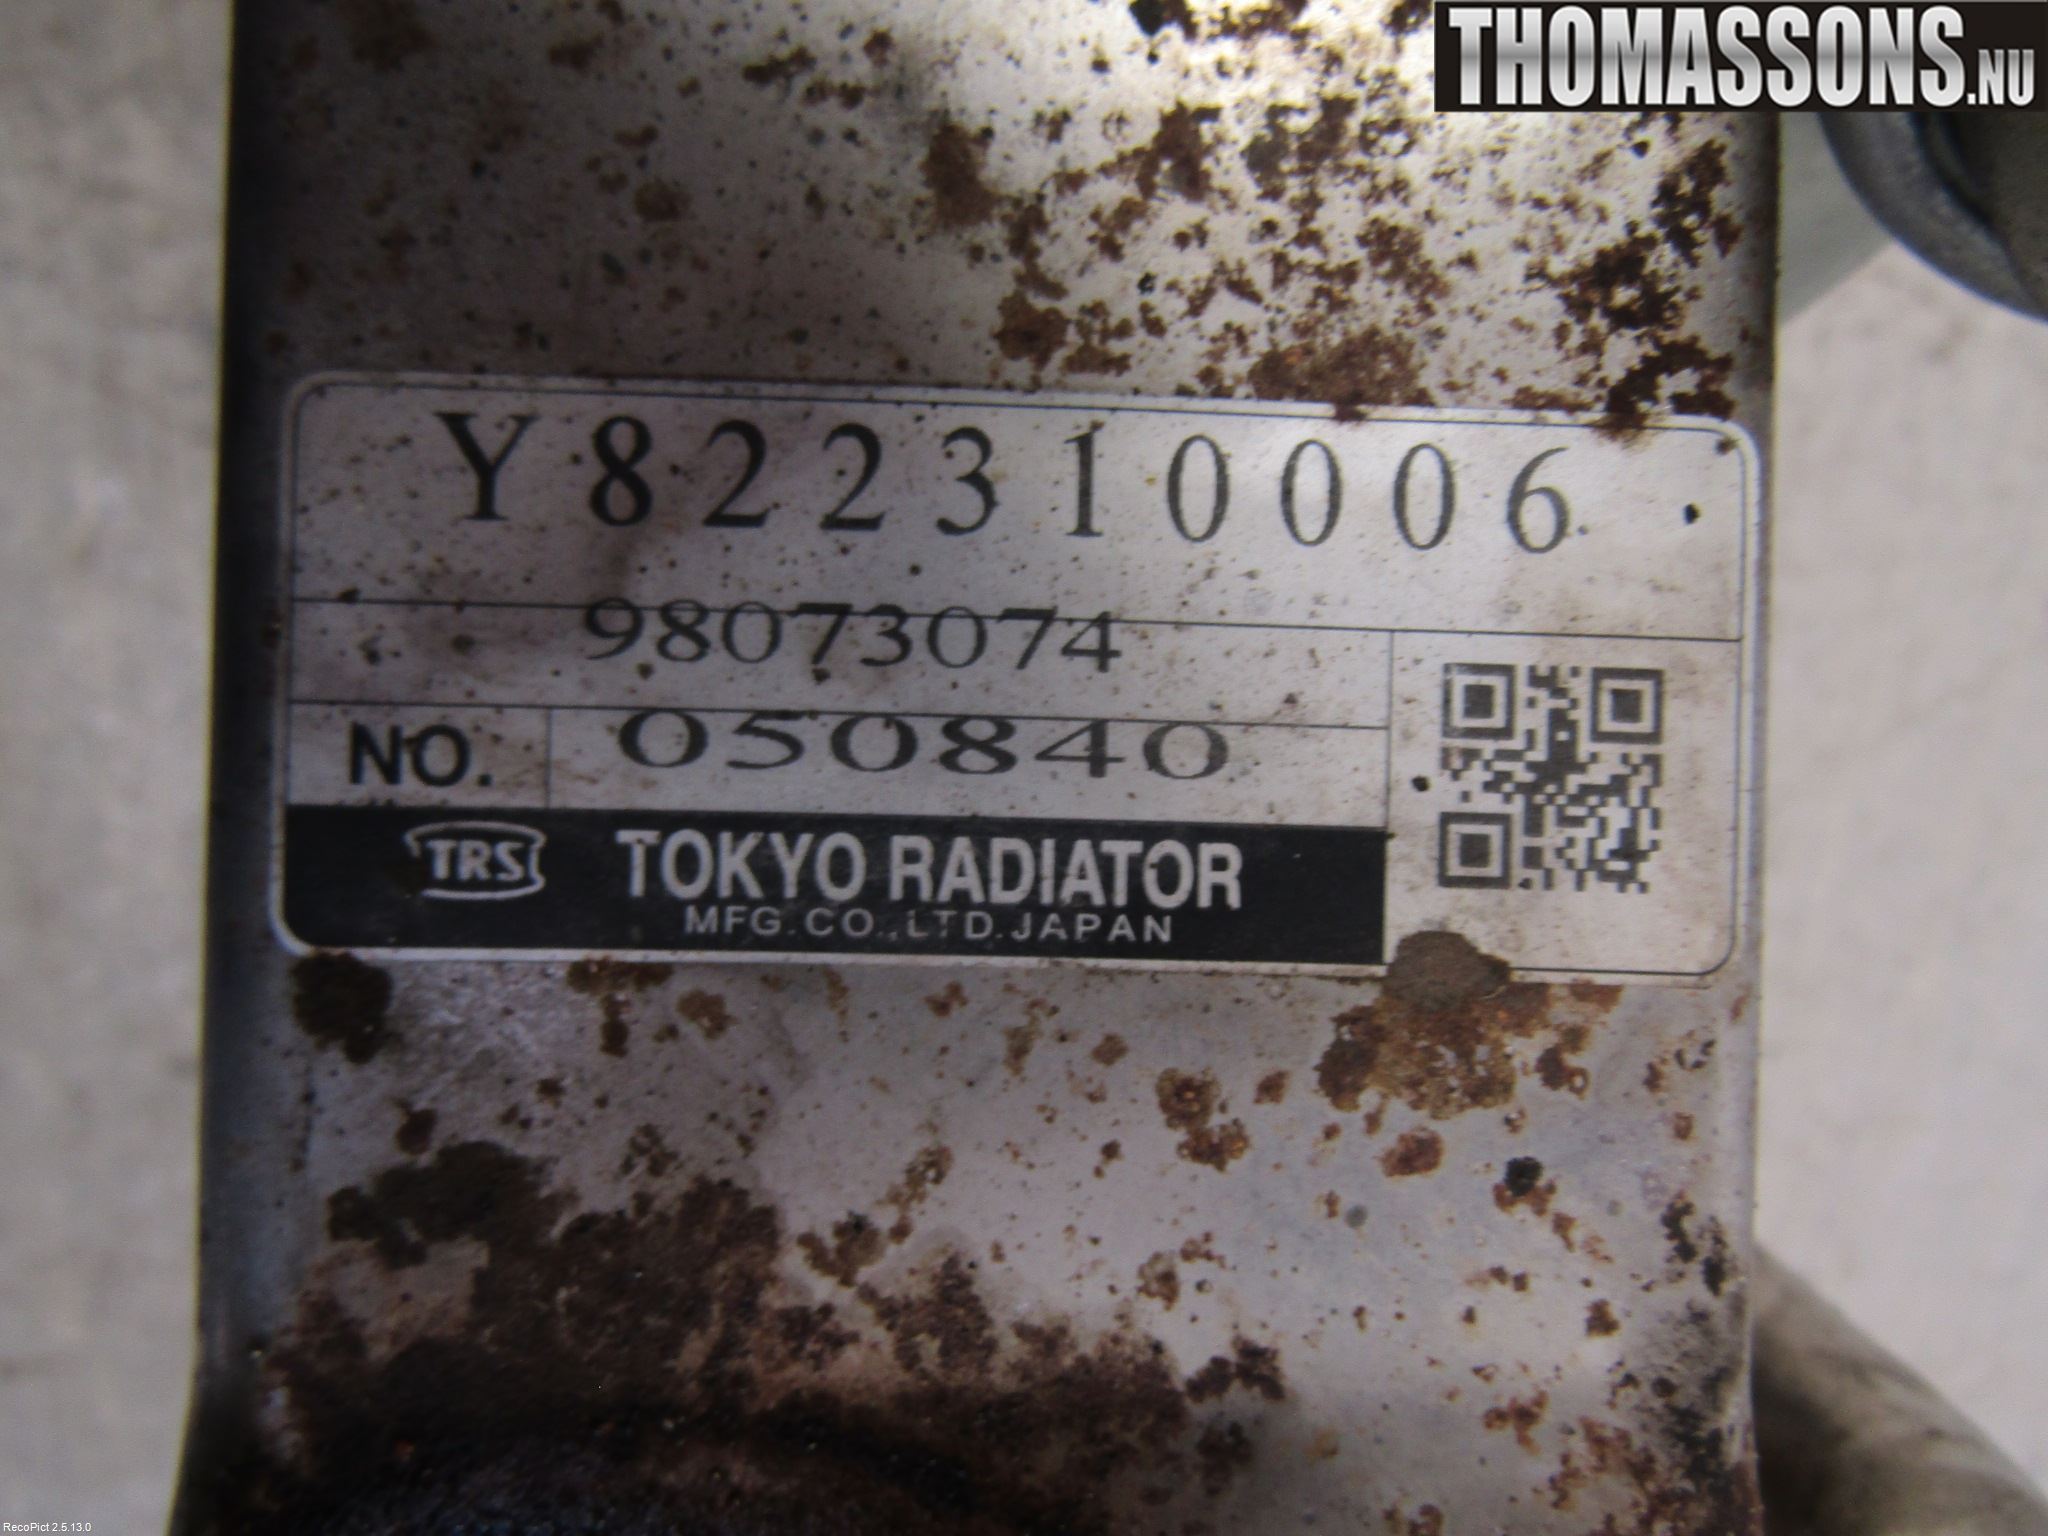 THOMASSONS.NU
Y822310006
98073074
NO. 050840
TRS TOKYO RADIATOR
MFG.CO.,LTD.JAPAN
RecoPict 2.5.13.0